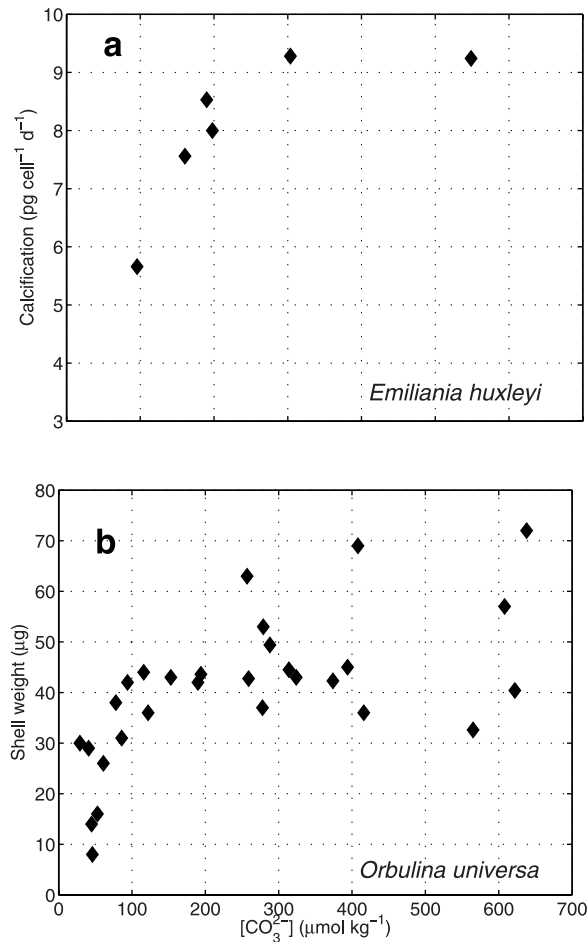 a
10
9
8
7
6
5
4
3
Calcification (pg cell⁻¹ d⁻¹)
Emiliania huxleyi
b
80
70
60
50
40
30
20
10
0
Shell weight (μg)
Orbulina universa
0 100 200 300 400 500 600 700
[CO₃²⁻] (μmol kg⁻¹)